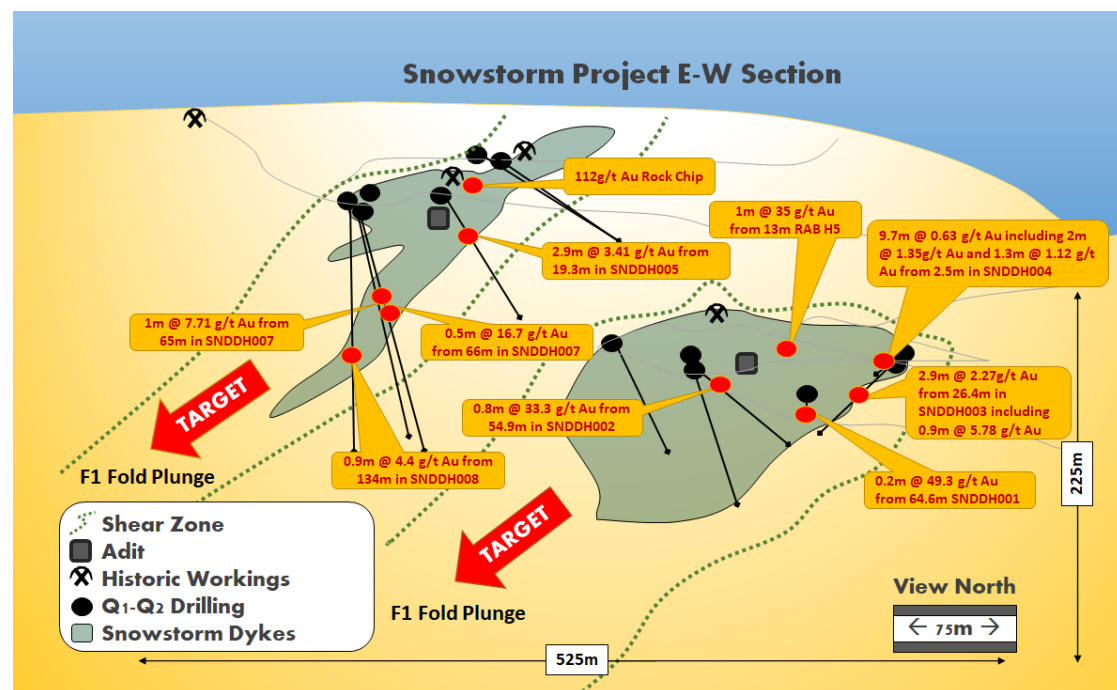 Snowstorm Project E-W Section
112g/t Au Rock Chip
1m @ 35 g/t Au
from 13m RAB H5
9.7m @ 0.63 g/t Au including 2m
@ 1.35g/t Au and 1.3m @ 1.12 g/t
Au from 2.5m in SNDDH004
2.9m @ 3.41 g/t Au from
19.3m in SNDDH005
1m @ 7.71 g/t Au from
65m in SNDDH007
0.5m @ 16.7 g/t Au
from 66m in SNDDH007
2.9m @ 2.27g/t Au
from 26.4m in
SNDDH003 including
0.9m @ 5.78 g/t Au
0.8m @ 33.3 g/t Au from
54.9m in SNDDH002
TARGET
F1 Fold Plunge
0.9m @ 4.4 g/t Au from
134m in SNDDH008
0.2m @ 49.3 g/t Au
from 64.6m SNDDH001
225m
TARGET
F1 Fold Plunge
Shear Zone
Adit
Historic Workings
Q1-Q2 Drilling
Snowstorm Dykes
View North
75m
525m